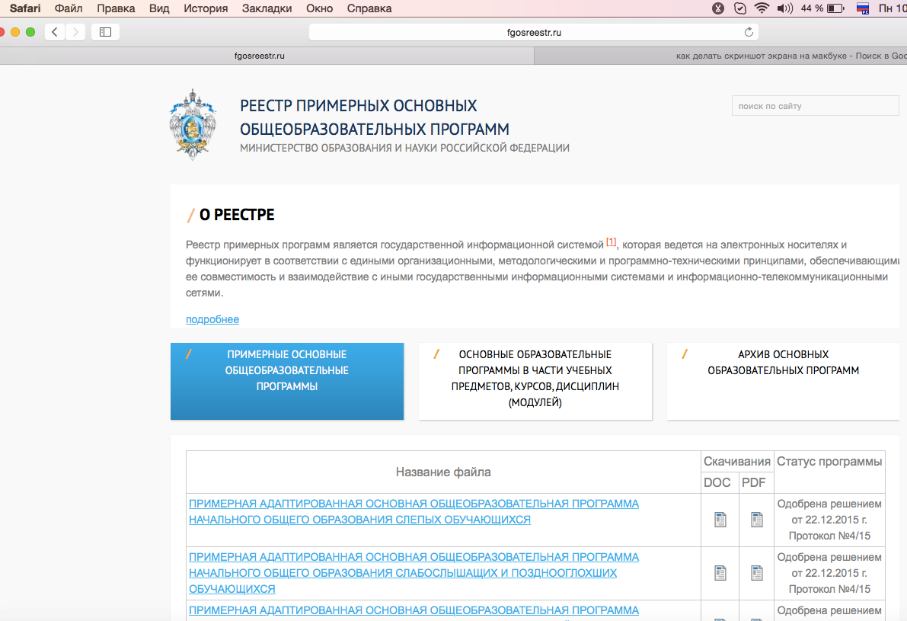 Safari Файл Правка Вид История Закладки Окно Справка 44 % Пн 10
fgosreestr.ru
fgosreestr.ru как делать скриншот экрана на макбуке - Поиск в Goo
РЕЕСТР ПРИМЕРНЫХ ОСНОВНЫХ
ОБЩЕОБРАЗОВАТЕЛЬНЫХ ПРОГРАММ
МИНИСТЕРСТВО ОБРАЗОВАНИЯ И НАУКИ РОССИЙСКОЙ ФЕДЕРАЦИИ
поиск по сайту
/ О РЕЕСТРЕ
Реестр примерных программ является государственной информационной системой [1], которая ведется на электронных носителях и
функционирует в соответствии с едиными организационными, методологическими и программно-техническими принципами, обеспечивающими
ее совместимость и взаимодействие с иными государственными информационными системами и информационно-телекоммуникационными
сетями.
подробнее
/ ПРИМЕРНЫЕ ОСНОВНЫЕ
ОБЩЕОБРАЗОВАТЕЛЬНЫЕ
ПРОГРАММЫ
/ ОСНОВНЫЕ ОБРАЗОВАТЕЛЬНЫЕ
ПРОГРАММЫ В ЧАСТИ УЧЕБНЫХ
ПРЕДМЕТОВ, КУРСОВ, ДИСЦИПЛИН
(МОДУЛЕЙ)
/ АРХИВ ОСНОВНЫХ
ОБРАЗОВАТЕЛЬНЫХ ПРОГРАММ
Название файла
Скачивания
DOC PDF
Статус программы
ПРИМЕРНАЯ АДАПТИРОВАННАЯ ОСНОВНАЯ ОБЩЕОБРАЗОВАТЕЛЬНАЯ ПРОГРАММА
НАЧАЛЬНОГО ОБЩЕГО ОБРАЗОВАНИЯ СЛЕПЫХ ОБУЧАЮЩИХСЯ
Одобрена решением
от 22.12.2015 г.
Протокол №4/15
ПРИМЕРНАЯ АДАПТИРОВАННАЯ ОСНОВНАЯ ОБЩЕОБРАЗОВАТЕЛЬНАЯ ПРОГРАММА
НАЧАЛЬНОГО ОБЩЕГО ОБРАЗОВАНИЯ СЛАБОСЛЫШАЩИХ И ПОЗДНООГЛОХШИХ
ОБУЧАЮЩИХСЯ
Одобрена решением
от 22.12.2015 г.
Протокол №4/15
ПРИМЕРНАЯ АДАПТИРОВАННАЯ ОСНОВНАЯ ОБЩЕОБРАЗОВАТЕЛЬНАЯ ПРОГРАММА
Одобрена решением